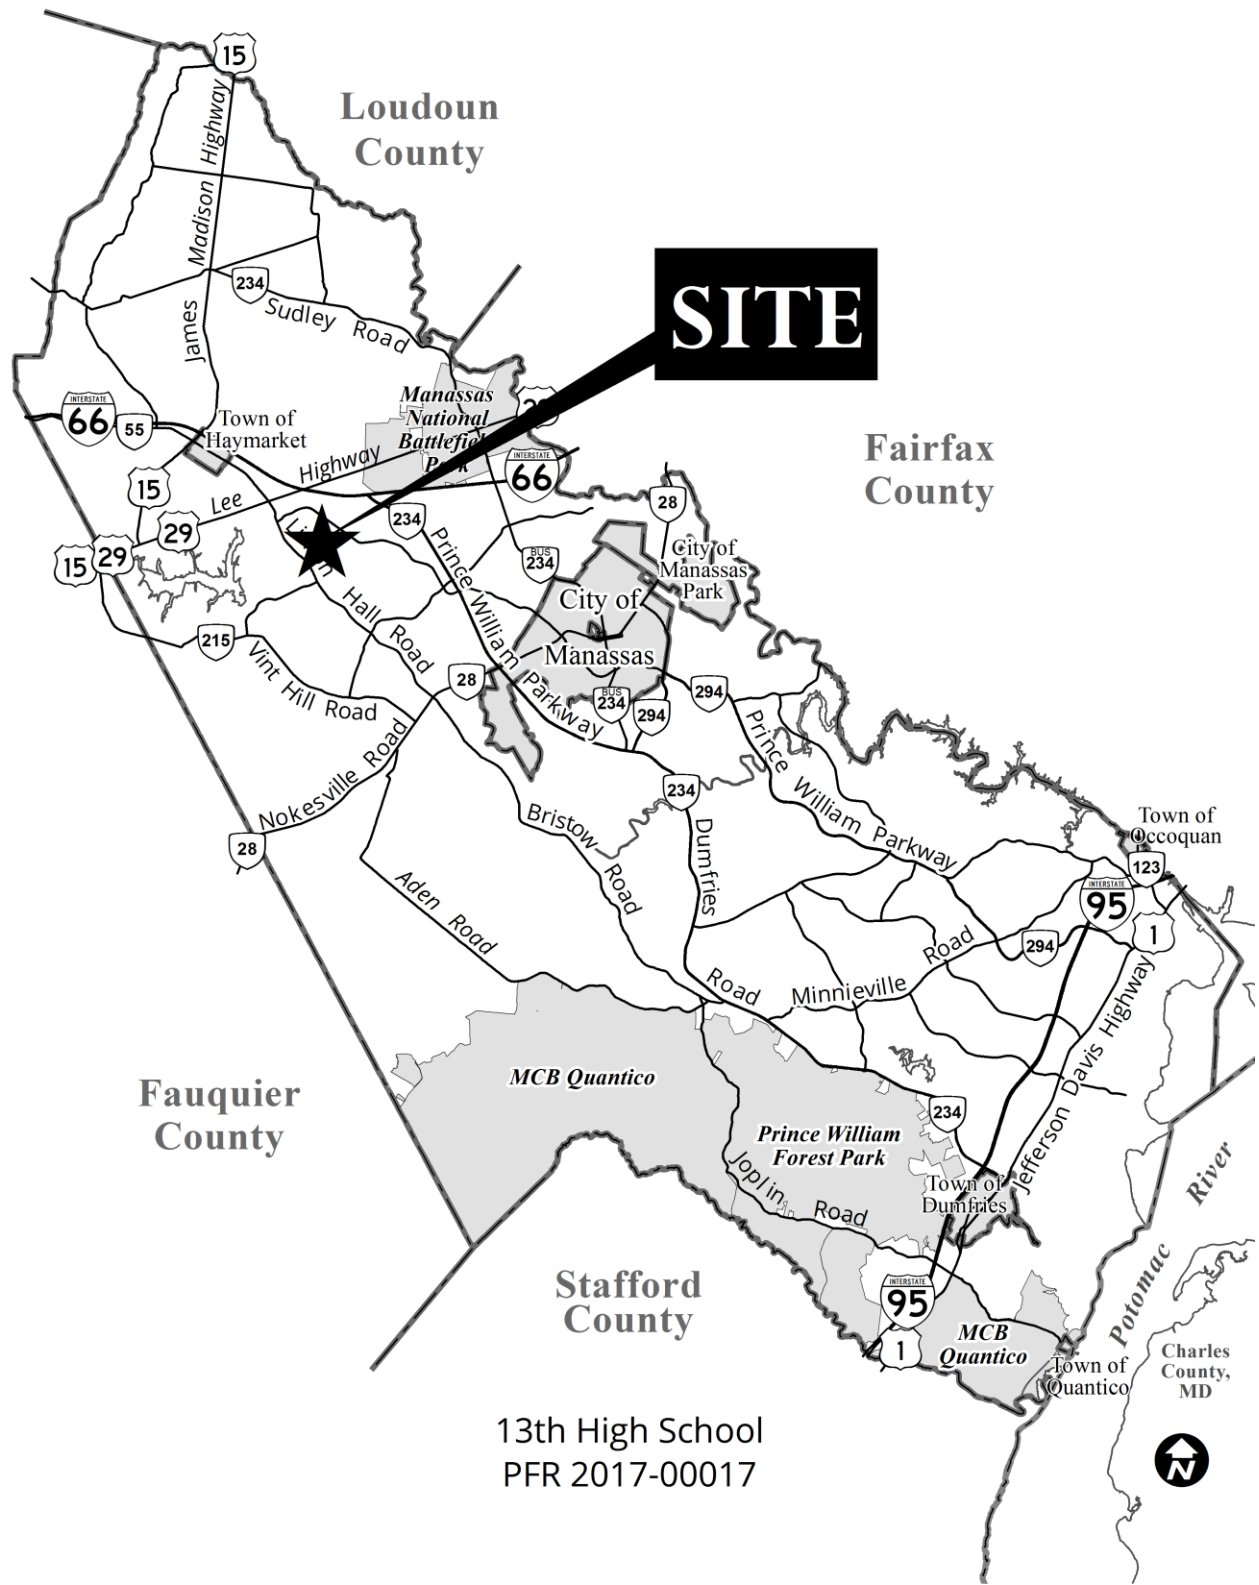 15
Loudoun
County
James Madison Highway
234
Sudley Road
SITE
INTERSTATE
66
55
Town of
Haymarket
Manassas
National
Battlefield
Park
Fairfax
County
15
Lee Highway
INTERSTATE
66
28
29
15
29
234
BUS
234
City of
Manassas
Park
City of
Manassas
Prince William Parkway
Hall Road
215
Vint Hill Road
28
BUS
234
294
294
Nokesville Road
28
234
Prince William Parkway
Bristow Road
Dumfries Road
Aden Road
Town of
Occoquan
123
INTERSTATE
95
1
294
Minnieville Road
Jefferson Davis Highway
MCB Quantico
Fauquier
County
Prince William
Forest Park
234
Joplin Road
Town of
Dumfries
Potomac River
Stafford
County
INTERSTATE
95
1
MCB
Quantico
Town of
Quantico
Charles
County,
MD
13th High School
PFR 2017-00017
N